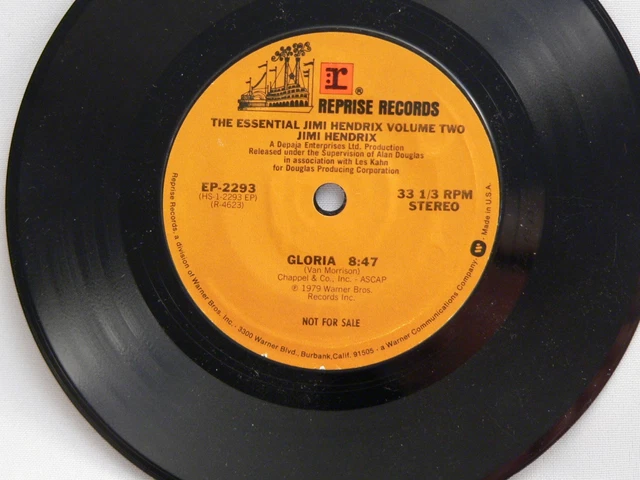 r
®
REPRISE RECORDS
THE ESSENTIAL JIMI HENDRIX VOLUME TWO
JIMI HENDRIX
A Depaja Enterprises Ltd. Production
Released under the Supervision of Alan Douglas
in association with Les Kahn
for Douglas Producing Corporation
EP-2293
(HS-1-2293 EP)
(R-4623)
33 1/3 RPM
STEREO
GLORIA 8:47
(Van Morrison)
Chappel & Co., Inc. - ASCAP
℗ 1979 Warner Bros.
Records Inc.
NOT FOR SALE
Reprise Records, a division of Warner Bros. Inc., 3300 Warner Blvd., Burbank, Calif. 91505 - a Warner Communications Company W Made in U.S.A.